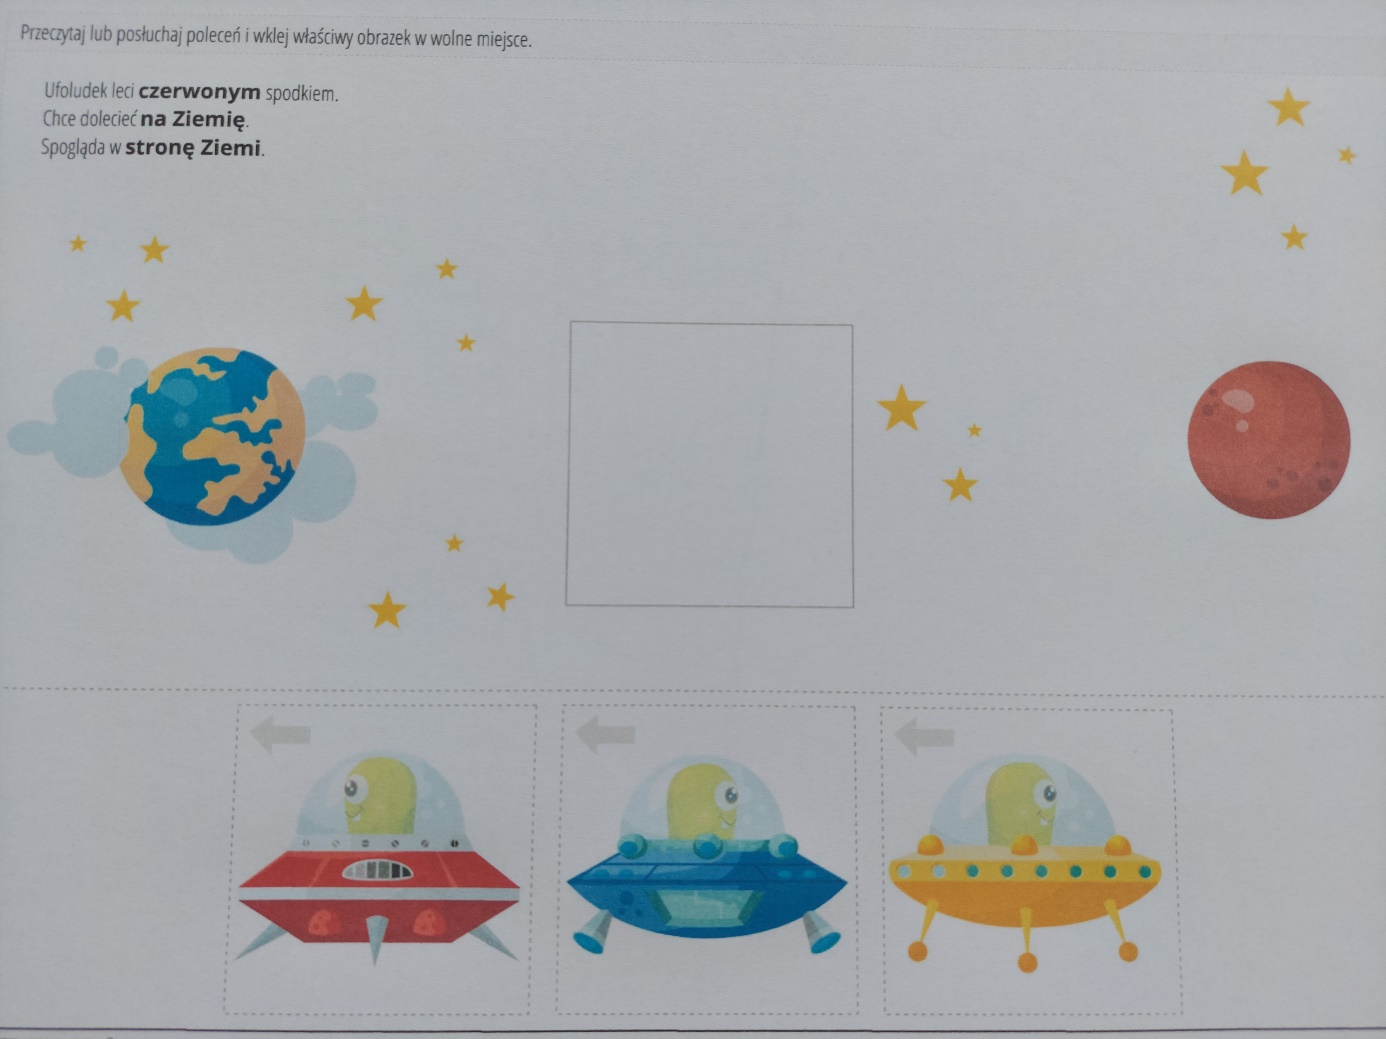 Przeczytaj lub posłuchaj poleceń i wklej właściwy obrazek w wolne miejsce.
Ufoludek leci czerwonym spodkiem.
Chce dolecieć na Ziemię.
Spogląda w stronę Ziemi.